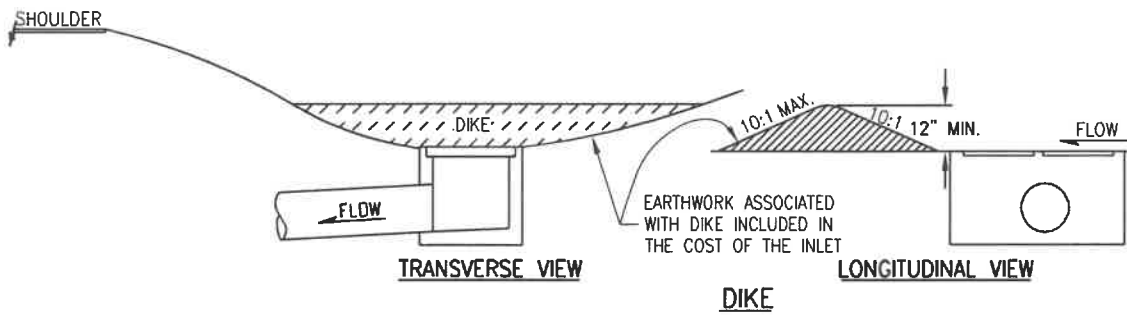 SHOULDER
DIKE
FLOW
TRANSVERSE VIEW
10:1 MAX.
10:1
12" MIN.
FLOW
EARTHWORK ASSOCIATED
WITH DIKE INCLUDED IN
THE COST OF THE INLET
LONGITUDINAL VIEW
DIKE